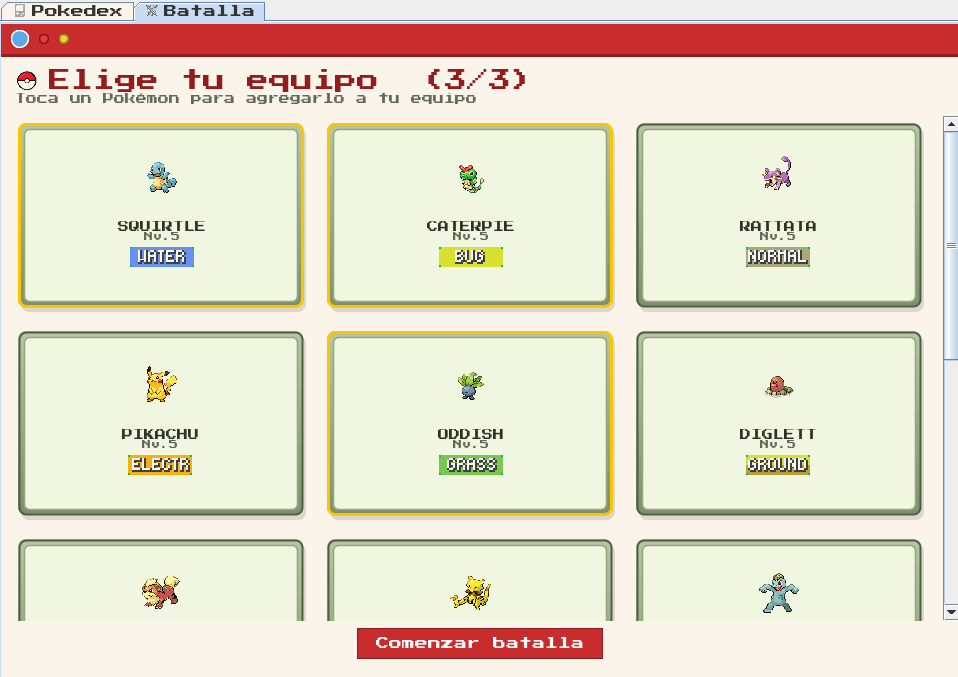 Pokedex
Batalla
Elige tu equipo (3/3)
Toca un Pokémon para agregarlo a tu equipo
SQUIRTLE
Nv.5
WATER
CATERPIE
Nv.5
BUG
RATTATA
Nv.5
NORMAL
PIKACHU
Nv.5
ELECTR
ODDISH
Nv.5
GRASS
DIGLETT
Nv.5
GROUND
Comenzar batalla